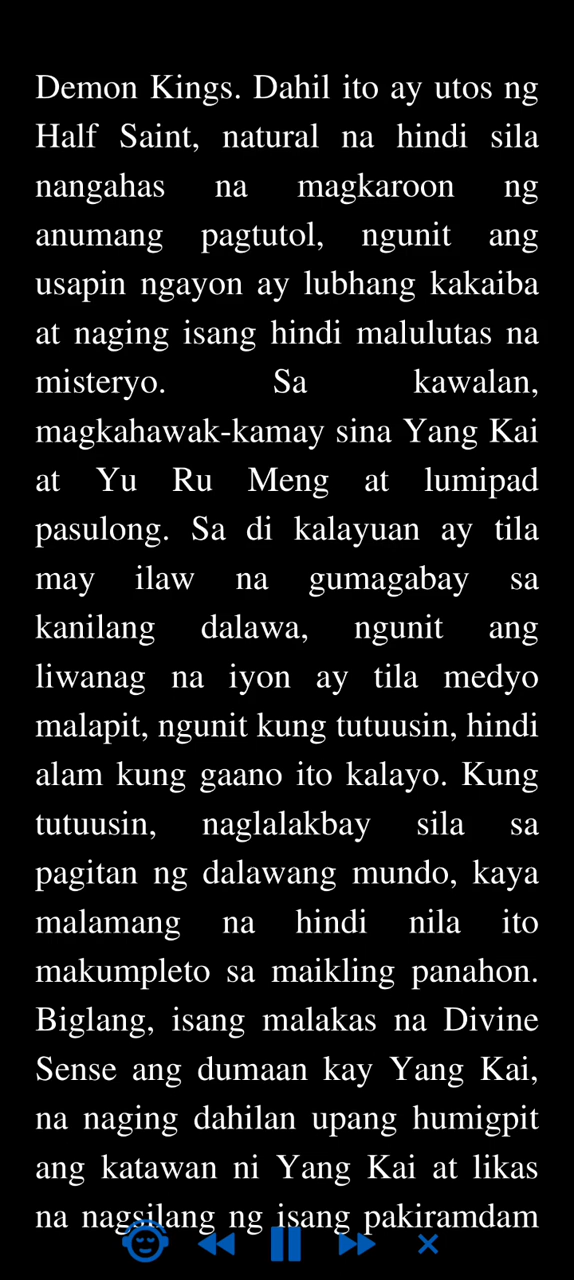 Demon Kings. Dahil ito ay utos ng
Half Saint, natural na hindi sila
nangahas na magkaroon ng
anumang pagtutol, ngunit ang
usapin ngayon ay lubhang kakaiba
at naging isang hindi malulutas na
misteryo. Sa kawalan,
magkahawak-kamay sina Yang Kai
at Yu Ru Meng at lumipad
pasulong. Sa di kalayuan ay tila
may ilaw na gumagabay sa
kanilang dalawa, ngunit ang
liwanag na iyon ay tila medyo
malapit, ngunit kung tutuusin, hindi
alam kung gaano ito kalayo. Kung
tutuusin, naglalakbay sila sa
pagitan ng dalawang mundo, kaya
malamang na hindi nila ito
makumpleto sa maikling panahon.
Biglang, isang malakas na Divine
Sense ang dumaan kay Yang Kai,
na naging dahilan upang humigpit
ang katawan ni Yang Kai at likas
na nagsilang ng isang pakiramdam